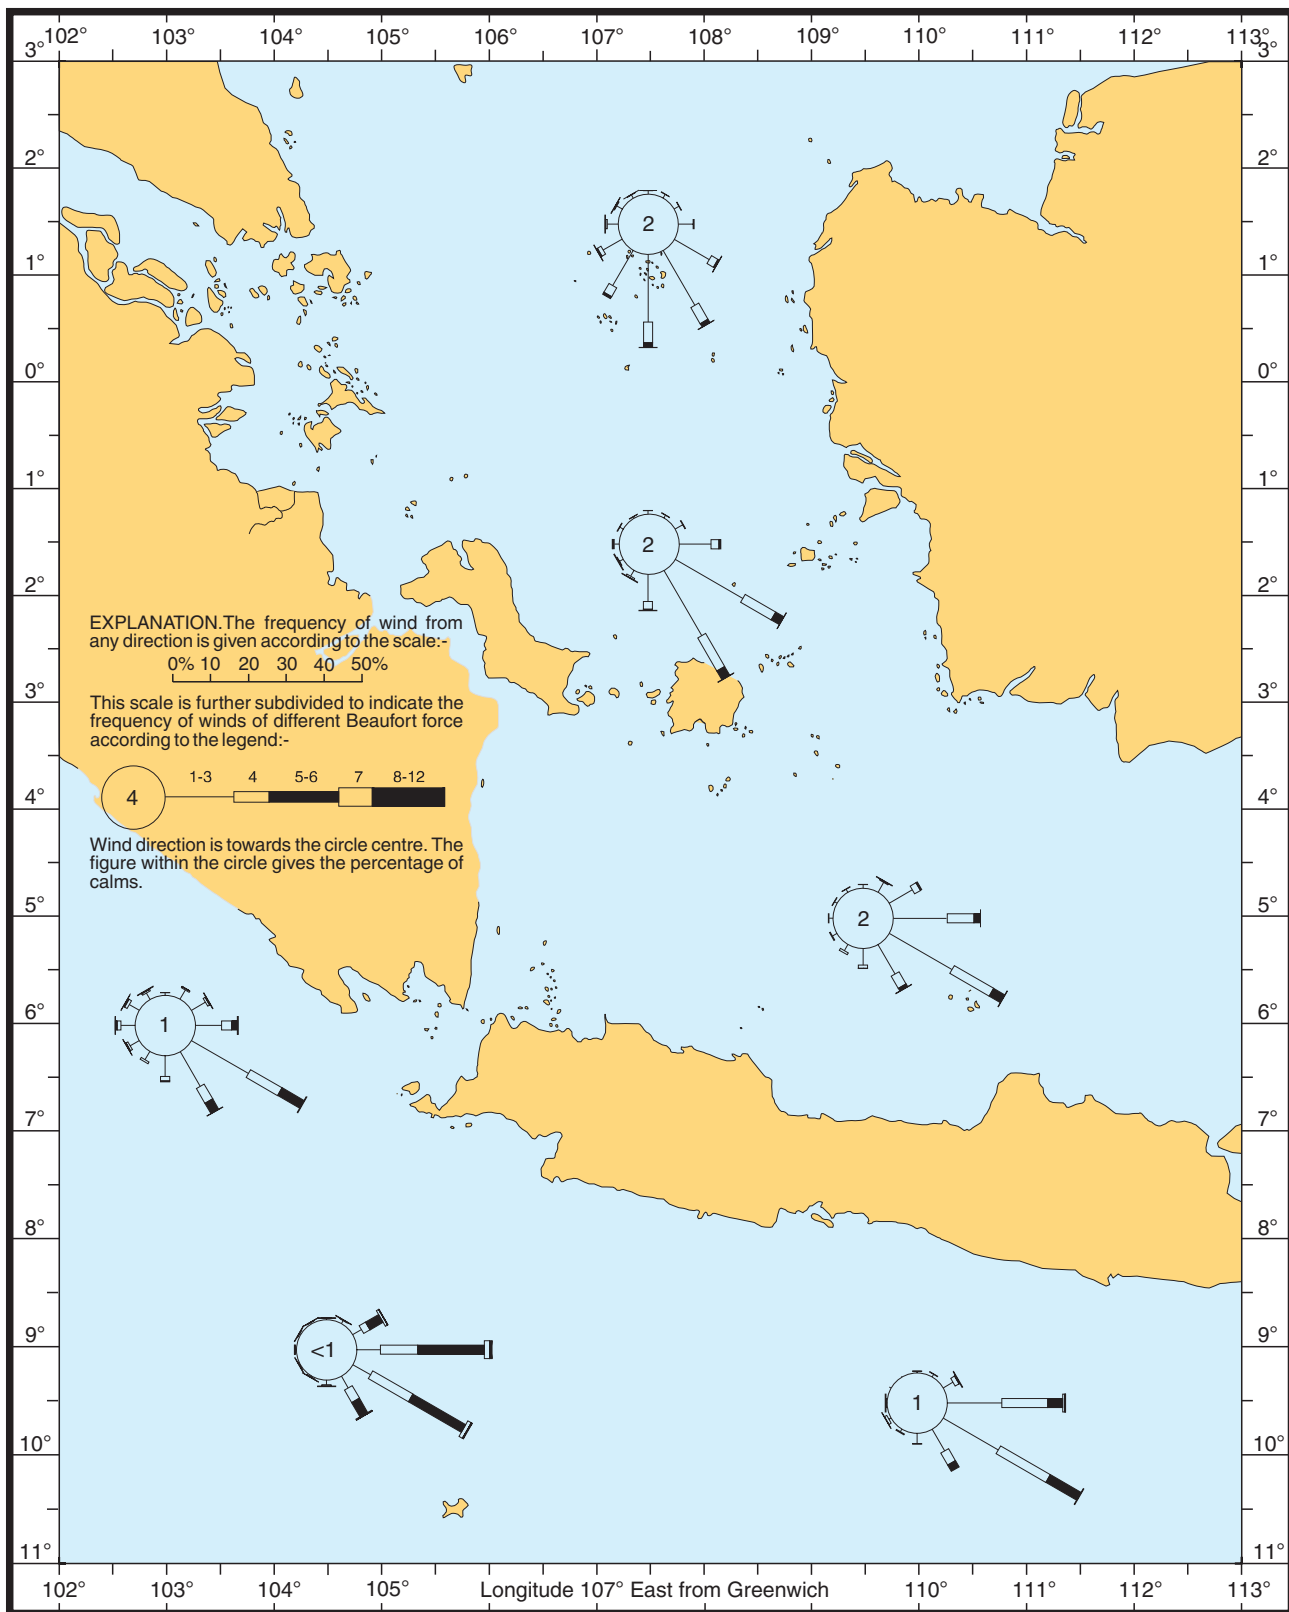 102° 103° 104° 105° 106° 107° 108° 109° 110° 111° 112° 113°
3° 3°
2° 2°
2
1° 1°
0° 0°
1° 1°
2
2° 2°
EXPLANATION.The frequency of wind from
any direction is given according to the scale:-
0% 10 20 30 40 50%
3° 3°
This scale is further subdivided to indicate the
frequency of winds of different Beaufort force
according to the legend:-
1-3 4 5-6 7 8-12
4
4° 4°
Wind direction is towards the circle centre. The
figure within the circle gives the percentage of
calms.
5° 5°
2
6° 6°
1
7° 7°
8° 8°
9° 9°
<1
1
10° 10°
11° 11°
102° 103° 104° 105° Longitude 107° East from Greenwich 110° 111° 112° 113°